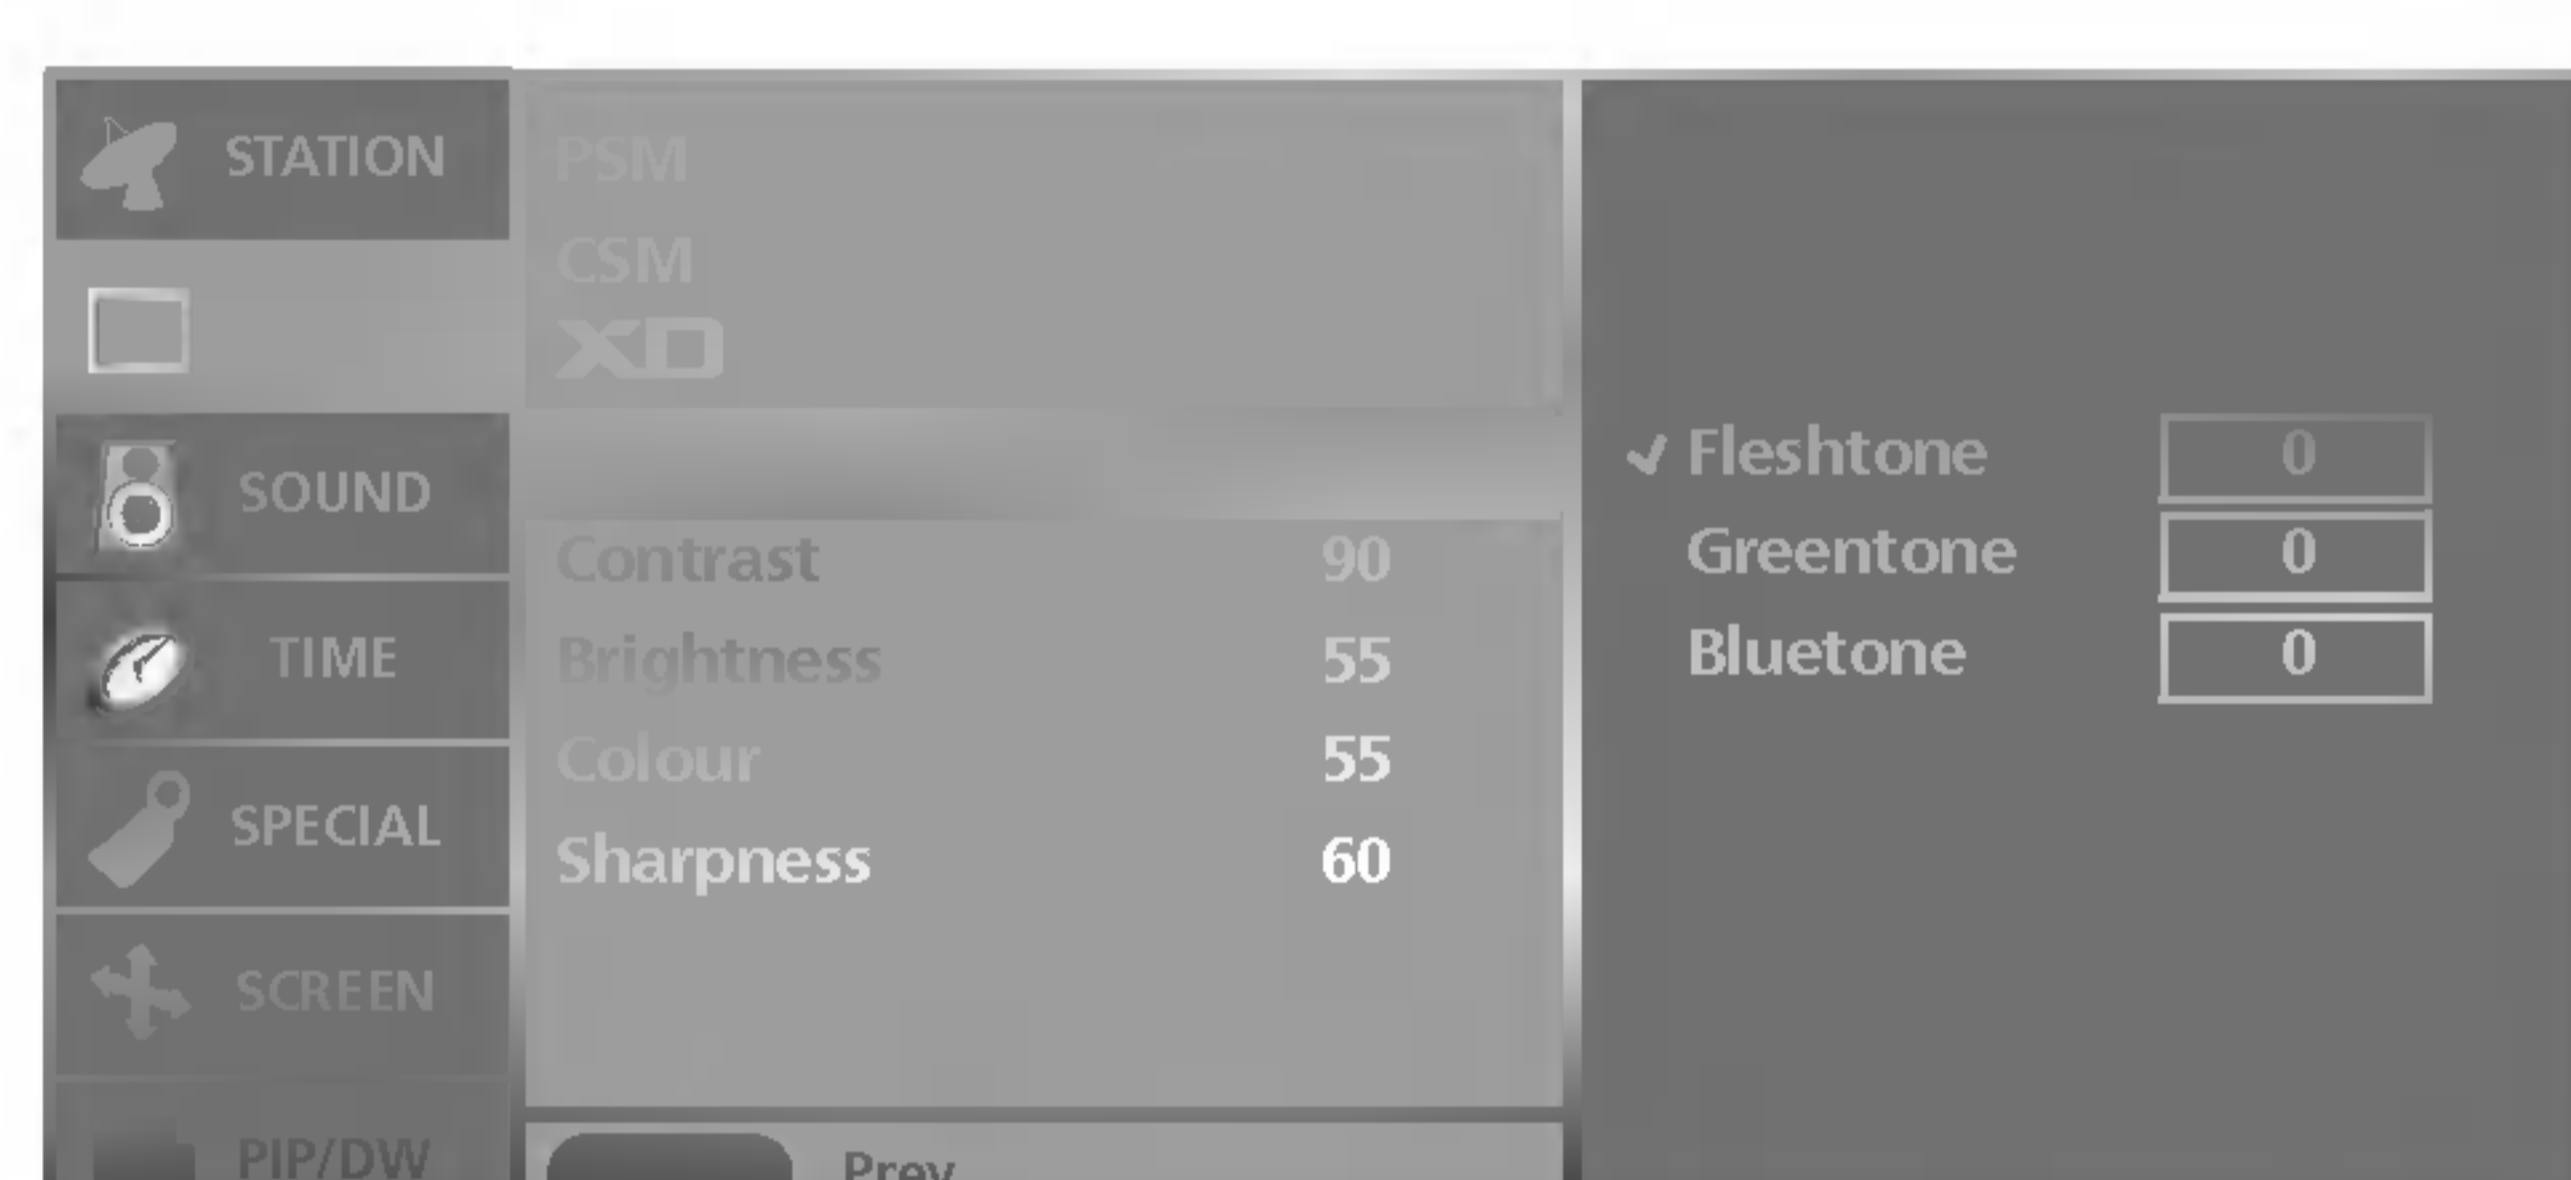 STATION
SOUND
TIME
SPECIAL
SCREEN
PIP/DW
PSM
CSM
XD
Contrast 90
Brightness 55
Colour 55
Sharpness 60
Prev
✓ Fleshtone 0
Greentone 0
Bluetone 0